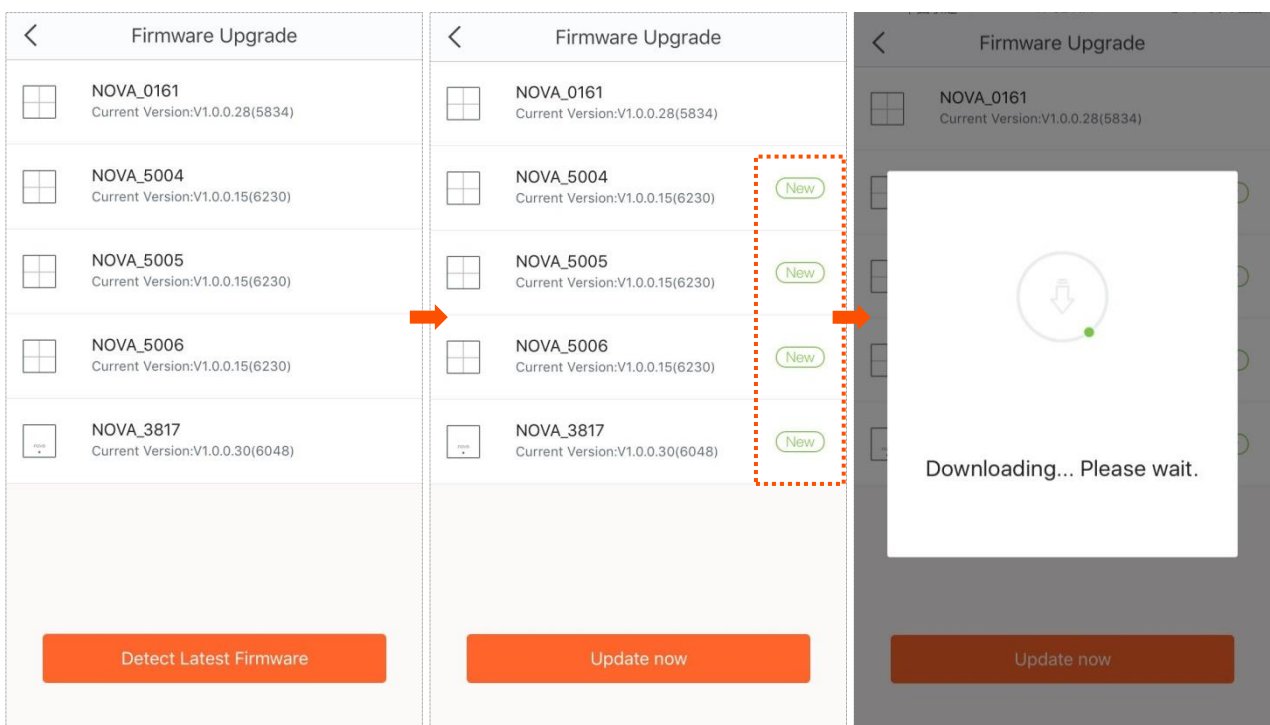 Firmware Upgrade
NOVA_0161
Current Version:V1.0.0.28(5834)
NOVA_5004
Current Version:V1.0.0.15(6230)
NOVA_5005
Current Version:V1.0.0.15(6230)
NOVA_5006
Current Version:V1.0.0.15(6230)
NOVA_3817
Current Version:V1.0.0.30(6048)
Detect Latest Firmware
Firmware Upgrade
NOVA_0161
Current Version:V1.0.0.28(5834)
NOVA_5004
Current Version:V1.0.0.15(6230)
New
NOVA_5005
Current Version:V1.0.0.15(6230)
New
NOVA_5006
Current Version:V1.0.0.15(6230)
New
NOVA_3817
Current Version:V1.0.0.30(6048)
New
Update now
Firmware Upgrade
NOVA_0161
Current Version:V1.0.0.28(5834)
Downloading... Please wait.
Update now